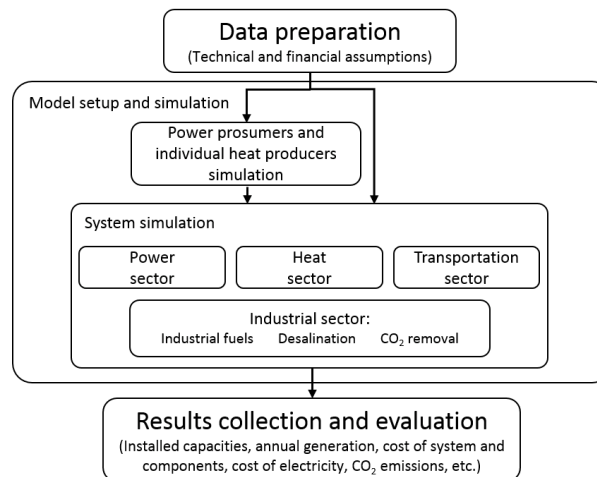 Data preparation
(Technical and financial assumptions)
Model setup and simulation
Power prosumers and
individual heat producers
simulation
System simulation
Power
sector
Heat
sector
Transportation
sector
Industrial sector:
Industrial fuels Desalination CO₂ removal
Results collection and evaluation
(Installed capacities, annual generation, cost of system and
components, cost of electricity, CO₂ emissions, etc.)